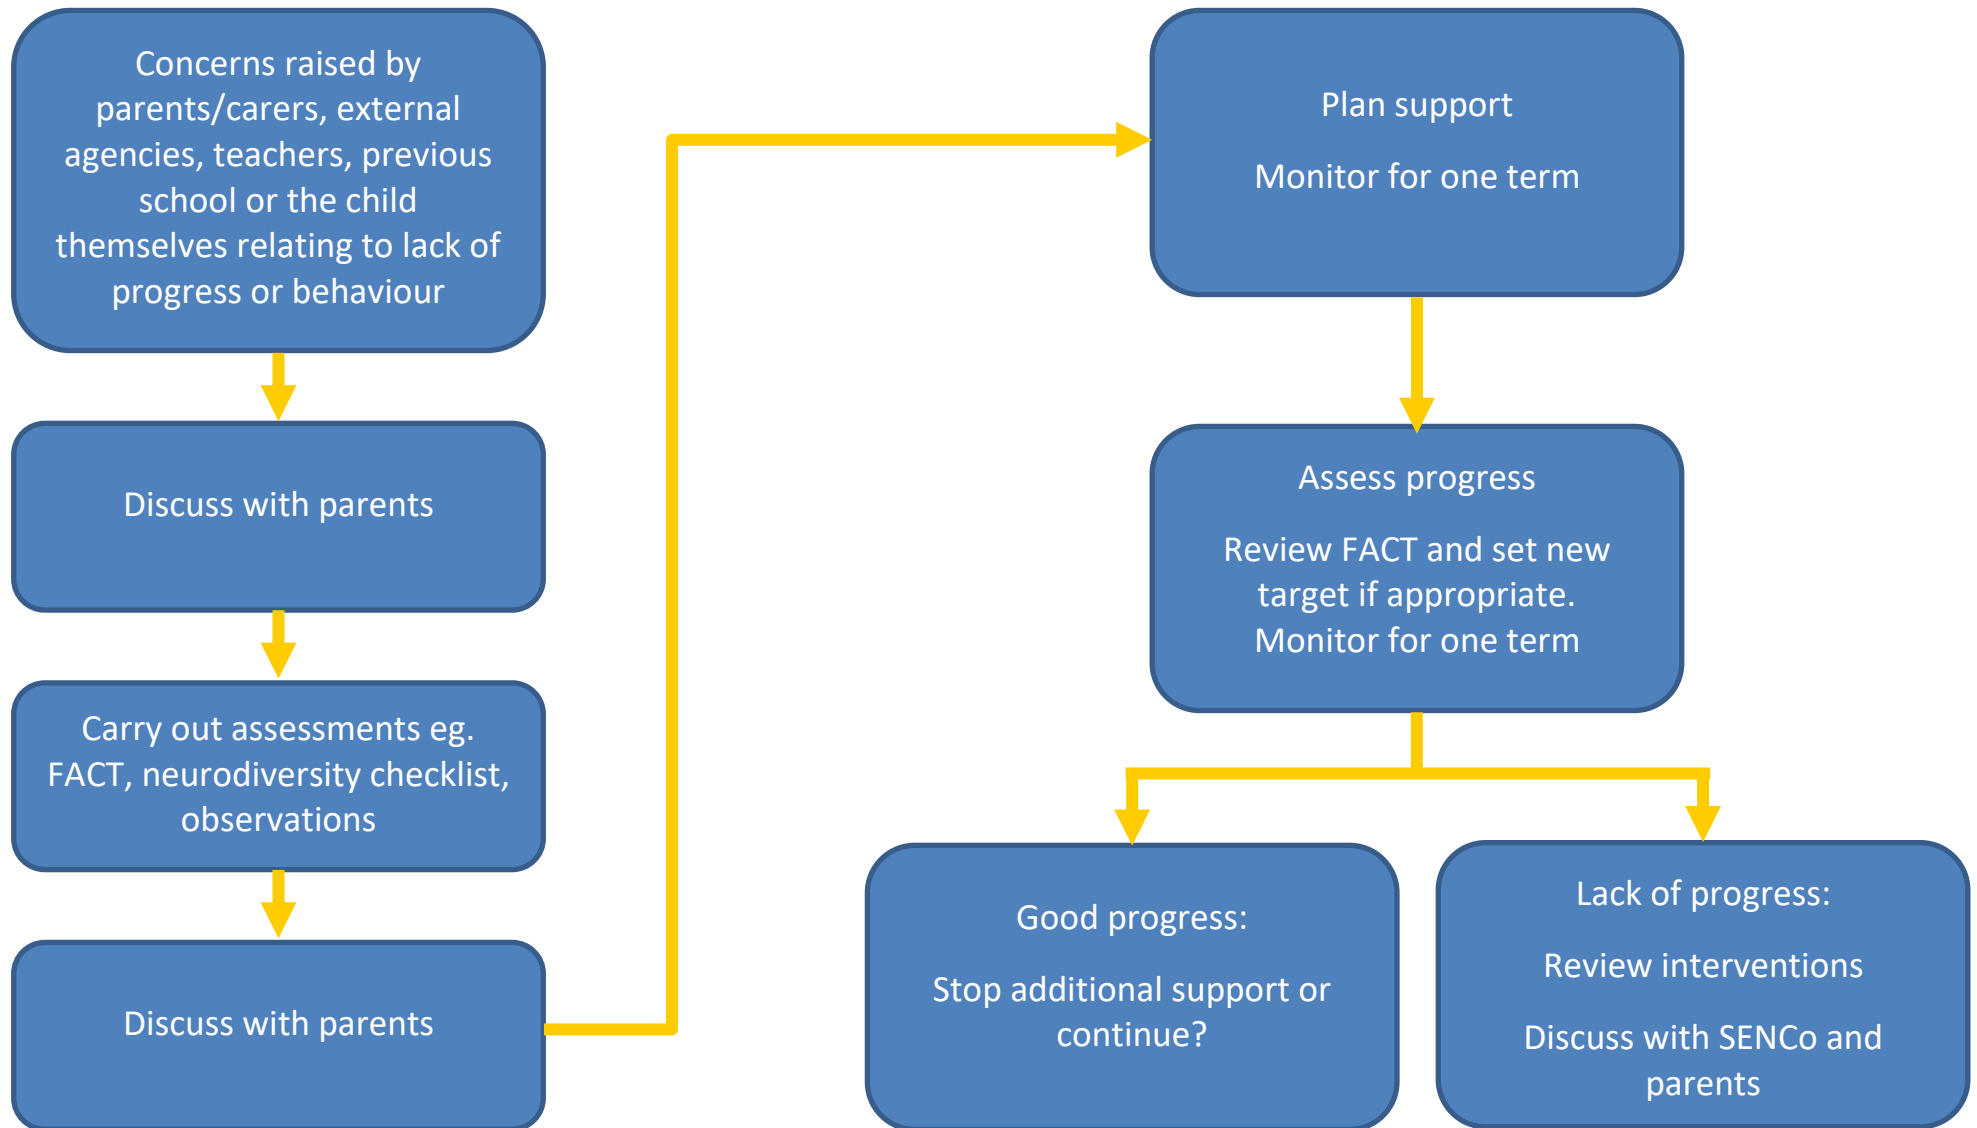 Concerns raised by
parents/carers, external
agencies, teachers, previous
school or the child
themselves relating to lack of
progress or behaviour
Discuss with parents
Carry out assessments eg.
FACT, neurodiversity checklist,
observations
Discuss with parents
Plan support
Monitor for one term
Assess progress
Review FACT and set new
target if appropriate.
Monitor for one term
Good progress:
Stop additional support or
continue?
Lack of progress:
Review interventions
Discuss with SENCo and
parents